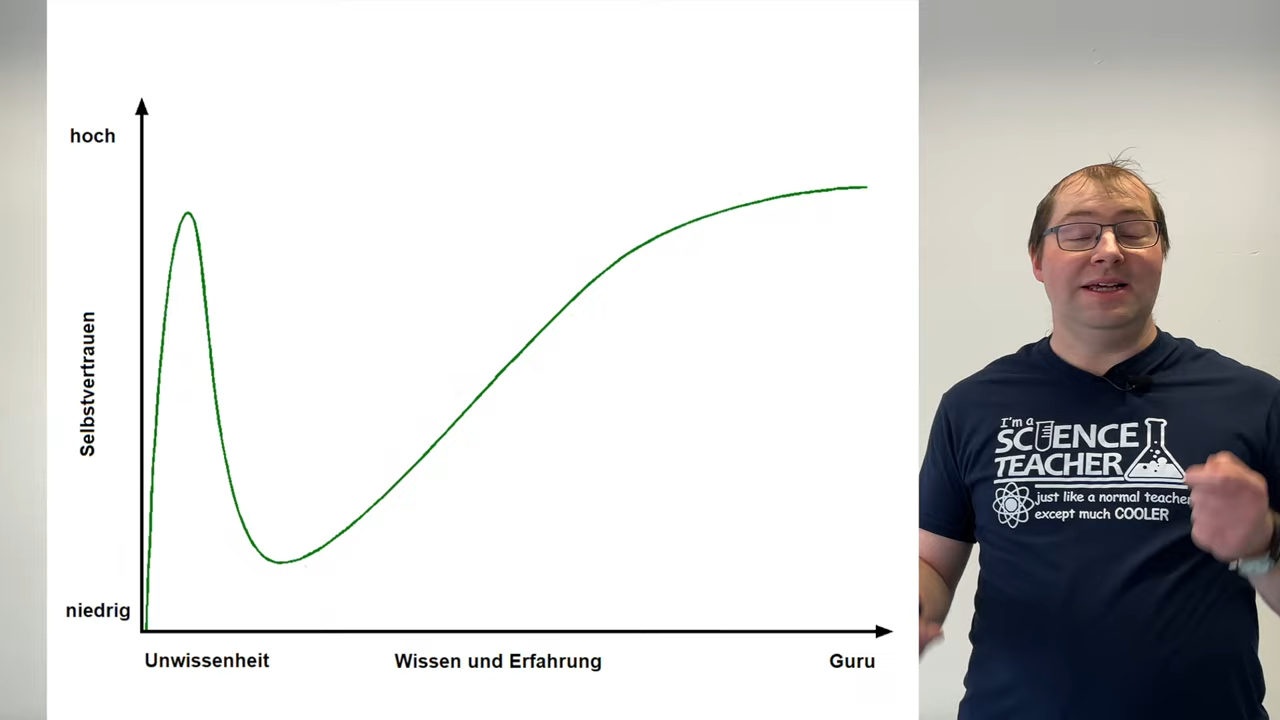 hoch
Selbstvertrauen
niedrig
Unwissenheit
Wissen und Erfahrung
Guru
I'm a
SCIENCE
TEACHER
just like a normal teacher
except much COOLER